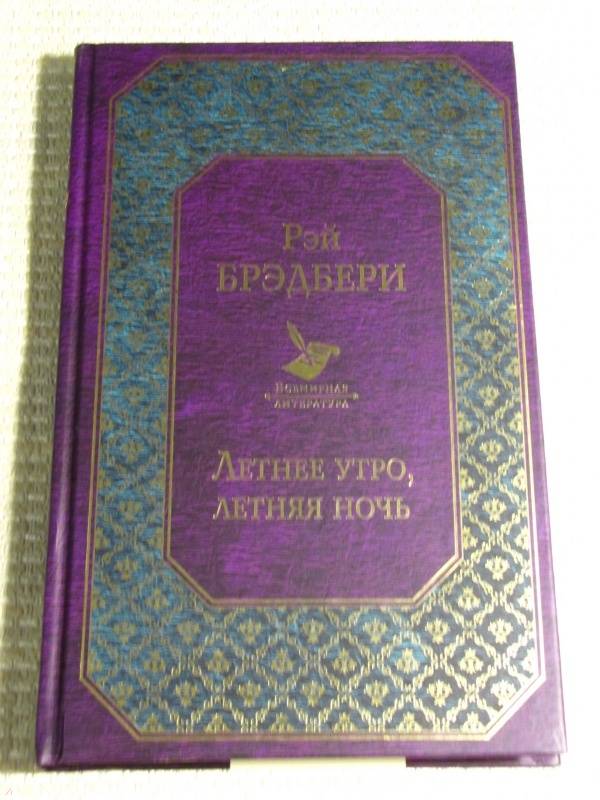 Рэй
БРЭДБЕРИ
Всемирная
литература
Летнее утро,
летняя ночь